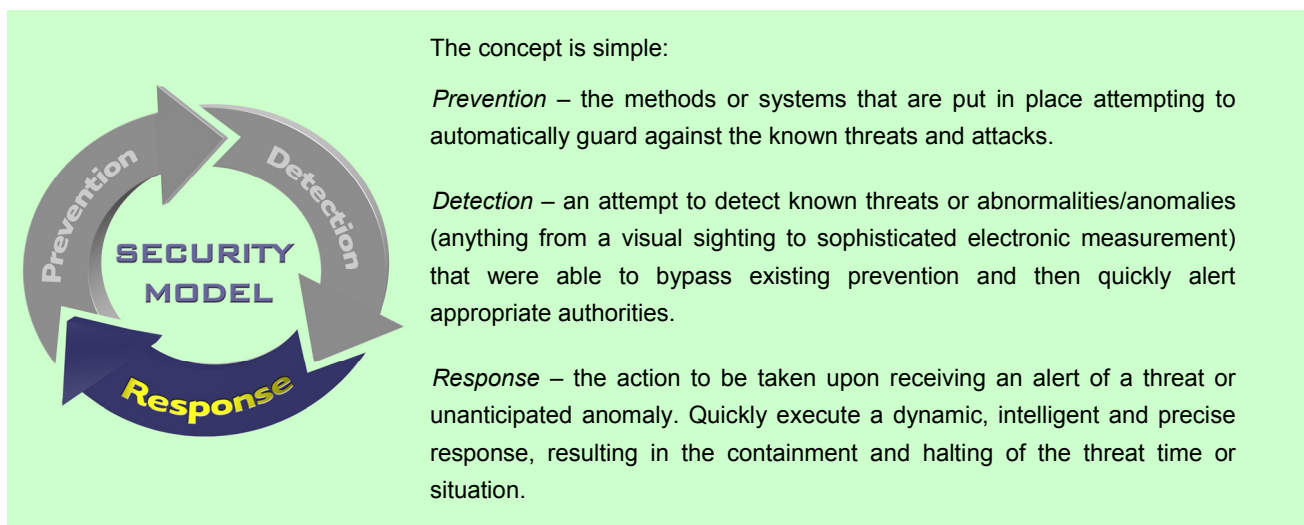 Prevention
Detection
SECURITY
MODEL
Response
The concept is simple:
Prevention – the methods or systems that are put in place attempting to
automatically guard against the known threats and attacks.
Detection – an attempt to detect known threats or abnormalities/anomalies
(anything from a visual sighting to sophisticated electronic measurement)
that were able to bypass existing prevention and then quickly alert
appropriate authorities.
Response – the action to be taken upon receiving an alert of a threat or
unanticipated anomaly. Quickly execute a dynamic, intelligent and precise
response, resulting in the containment and halting of the threat time or
situation.